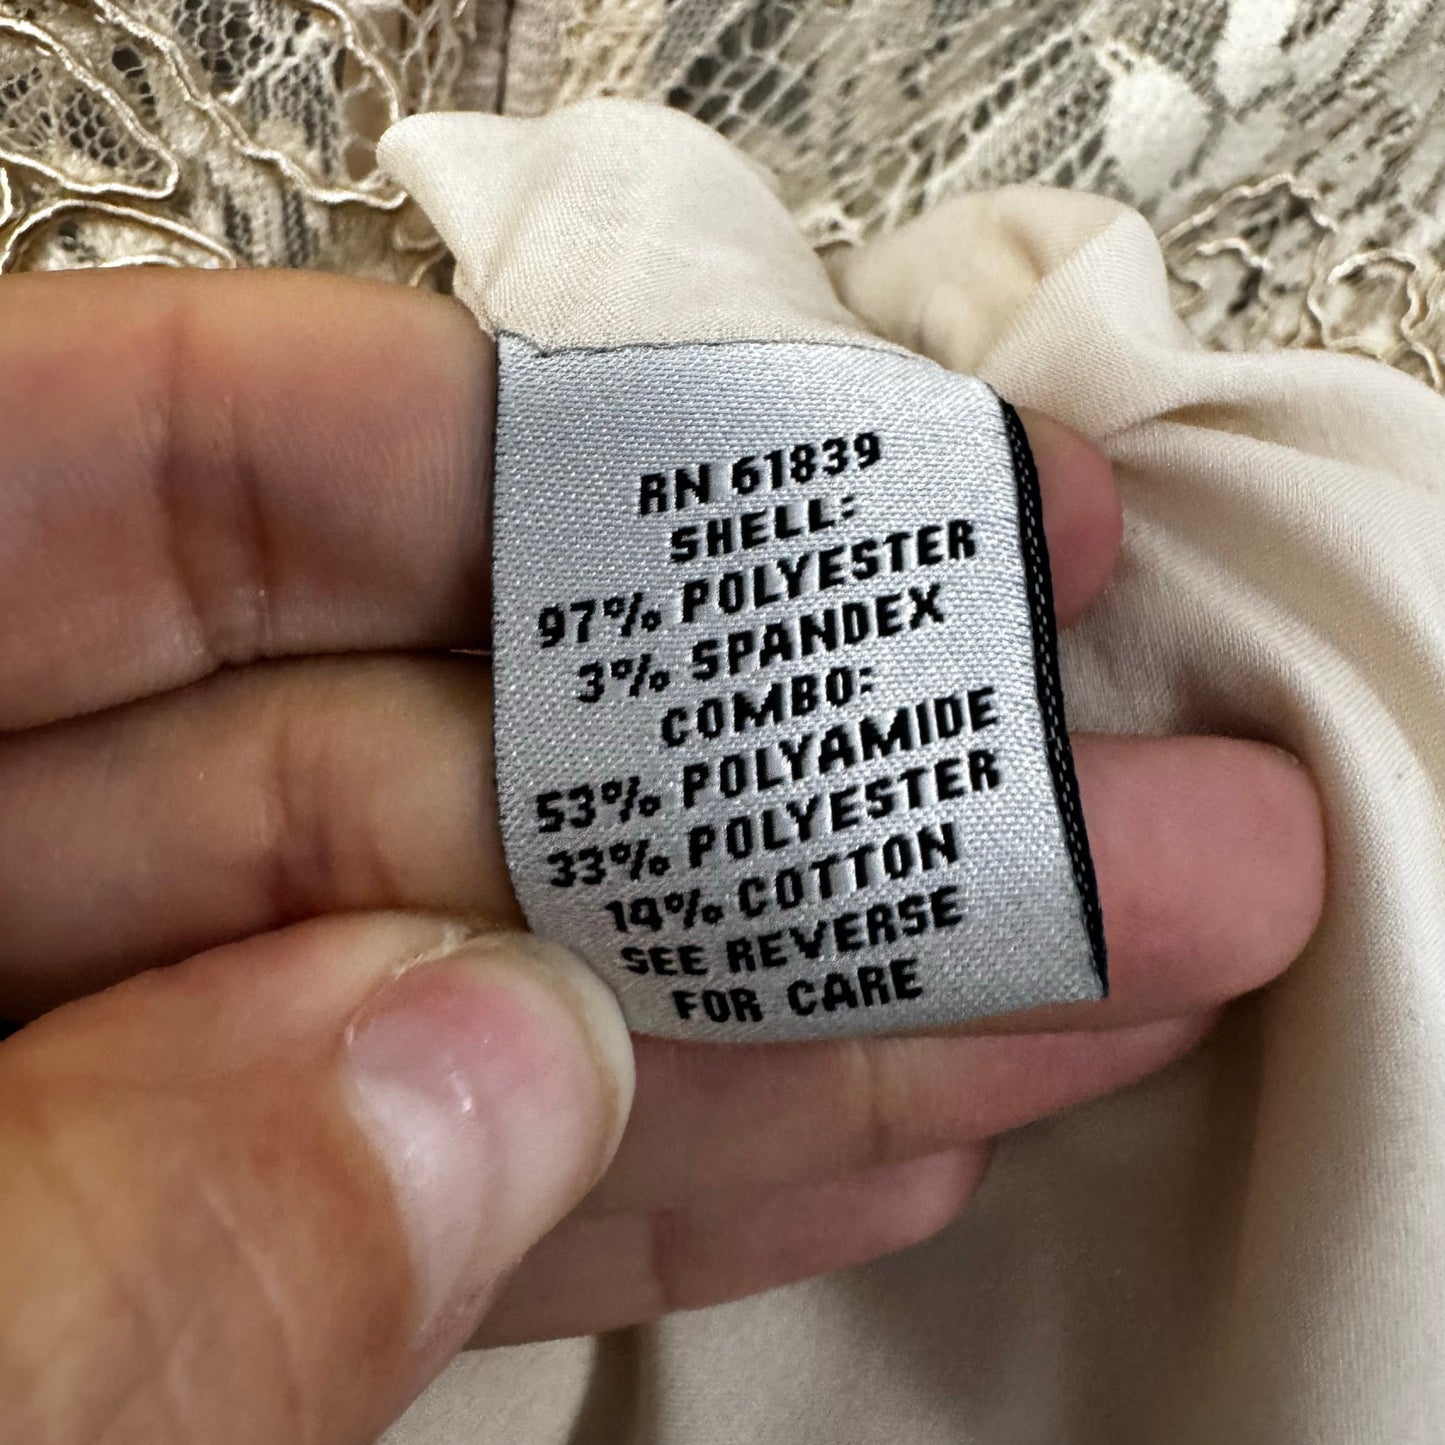 RN 61839
SHELL:
97% POLYESTER
3% SPANDEX
COMBO:
53% POLYAMIDE
33% POLYESTER
14% COTTON
SEE REVERSE
FOR CARE